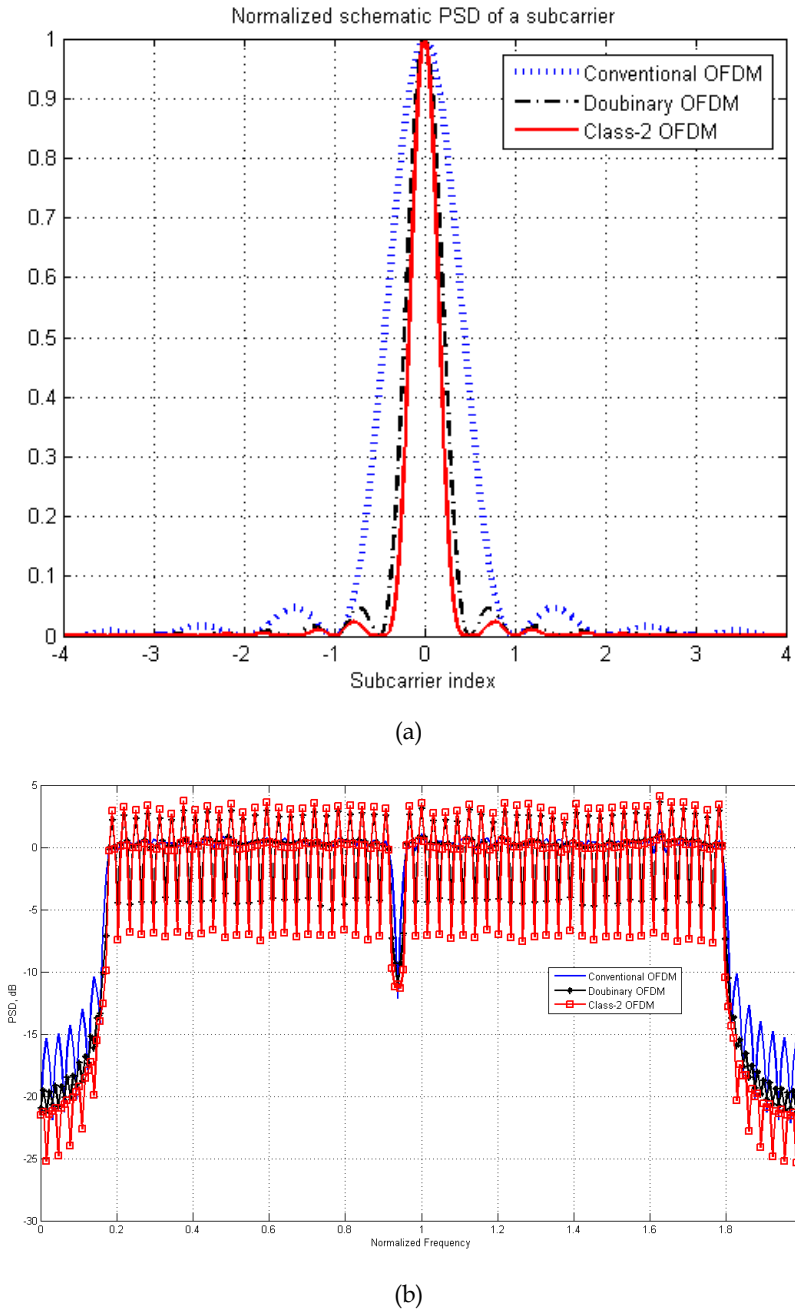 Normalized schematic PSD of a subcarrier
1
0.9
0.8
0.7
0.6
0.5
0.4
0.3
0.2
0.1
0
Conventional OFDM
Doubinary OFDM
Class-2 OFDM
-4 -3 -2 -1 0 1 2 3 4
Subcarrier index
(a)
5
0
-5
-10
-15
-20
-25
-30
PSD, dB
Conventional OFDM
Doubinary OFDM
Class-2 OFDM
0 0.2 0.4 0.6 0.8 1 1.2 1.4 1.6 1.8
Normalized Frequency
(b)